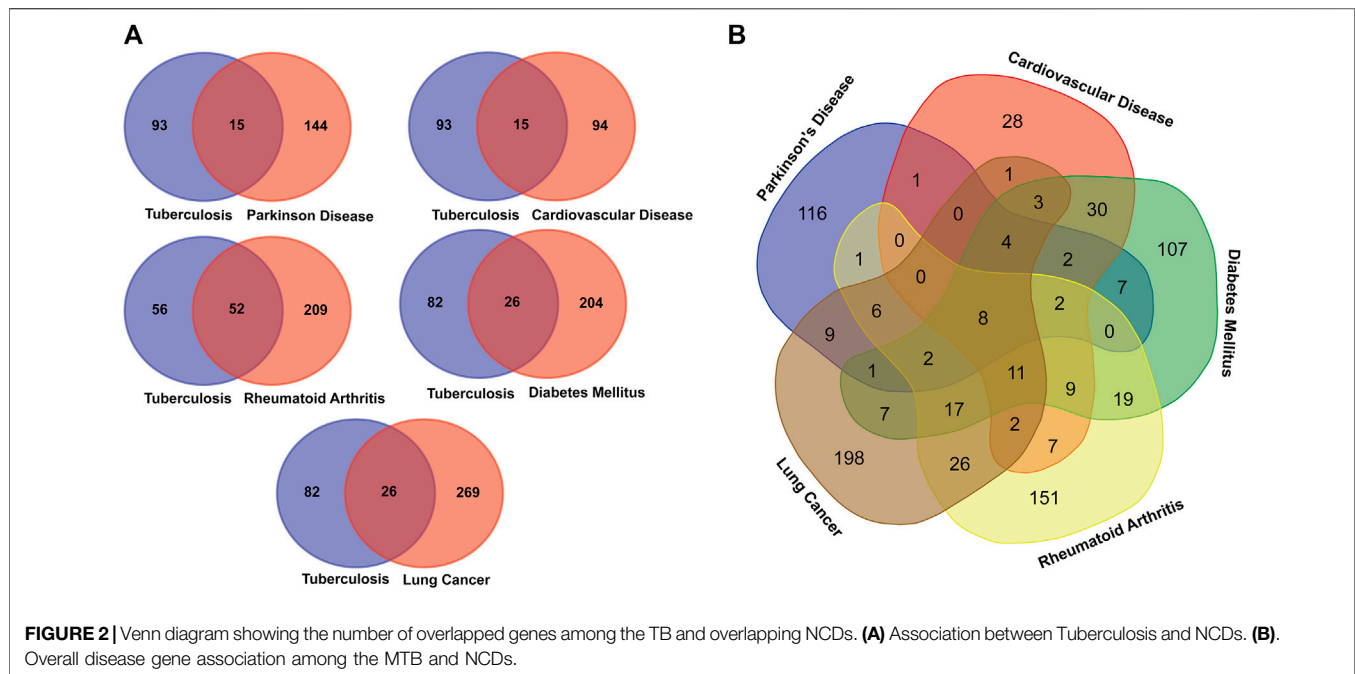 A
B
93 15 144
Tuberculosis Parkinson Disease
93 15 94
Tuberculosis Cardiovascular Disease
56 52 209
Tuberculosis Rheumatoid Arthritis
82 26 204
Tuberculosis Diabetes Mellitus
82 26 269
Tuberculosis Lung Cancer
Parkinson's Disease
Cardiovascular Disease
Diabetes Mellitus
Rheumatoid Arthritis
Lung Cancer
28
1 1
116 0 3 30
0 4 107
1 2
0 7
6 8 2 0
9
2
1 11 9 19
7 17
2
198 26 7
151
FIGURE 2 | Venn diagram showing the number of overlapped genes among the TB and overlapping NCDs. (A) Association between Tuberculosis and NCDs. (B).
Overall disease gene association among the MTB and NCDs.